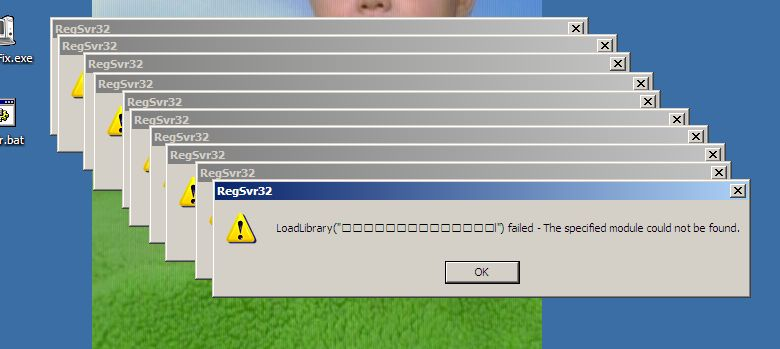 RegSvr32
RegSvr32
RegSvr32
RegSvr32
RegSvr32
RegSvr32
RegSvr32
RegSvr32
RegSvr32
RegSvr32
LoadLibrary("□□□□□□□□□□□□□□l") failed - The specified module could not be found.
OK
Fix.exe
r.bat